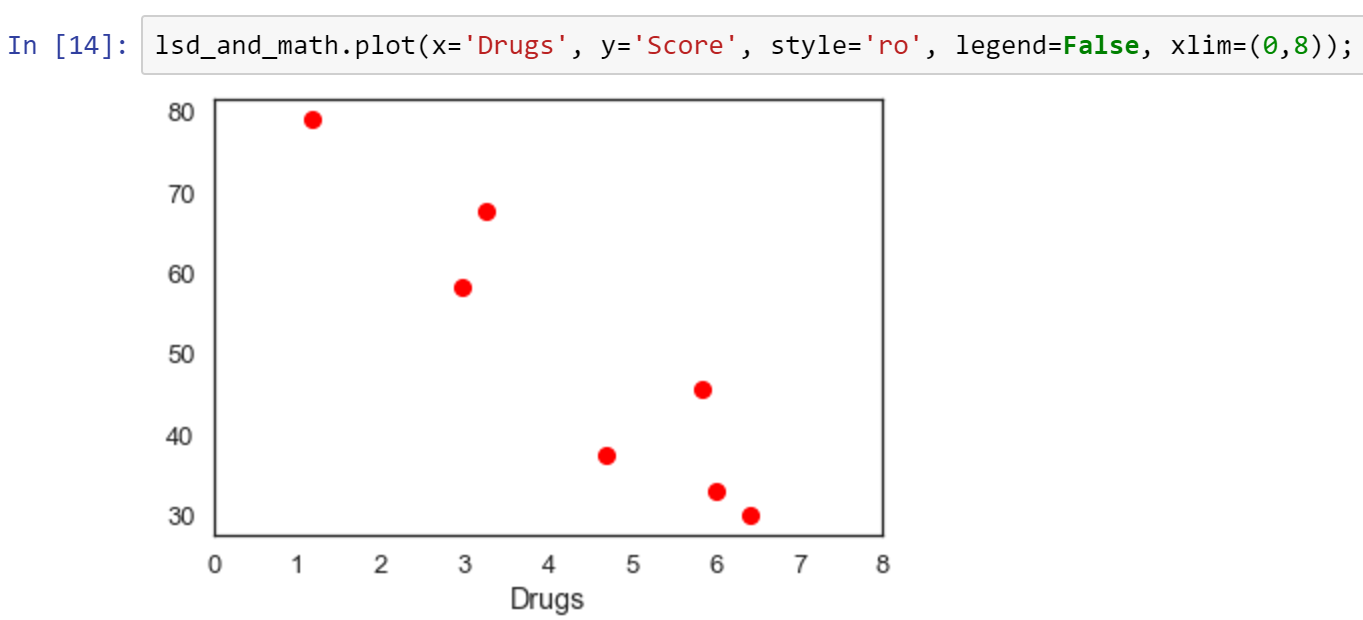 In [14]: lsd_and_math.plot(x='Drugs', y='Score', style='ro', legend=False, xlim=(0,8));
80
70
60
50
40
30
0 1 2 3 4 5 6 7 8
Drugs